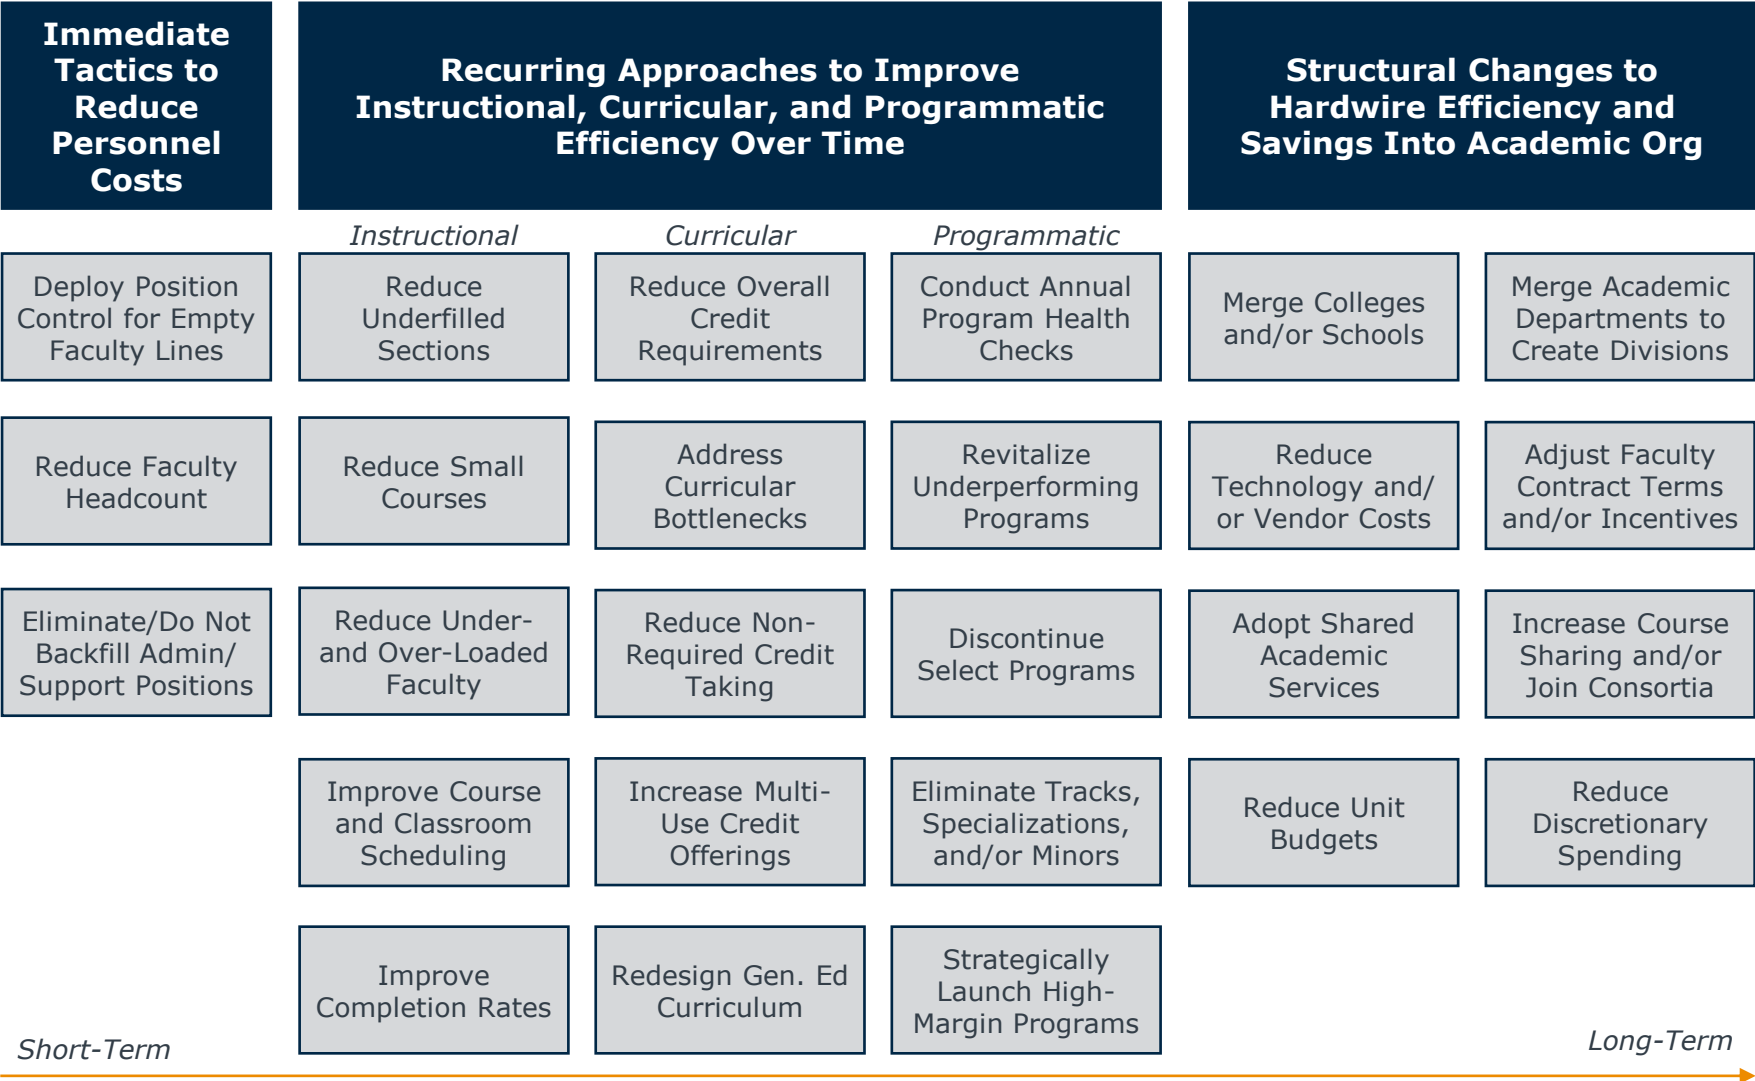 Immediate
Tactics to
Reduce
Personnel
Costs
Recurring Approaches to Improve
Instructional, Curricular, and Programmatic
Efficiency Over Time
Structural Changes to
Hardwire Efficiency and
Savings Into Academic Org
Instructional
Curricular
Programmatic
Deploy Position
Control for Empty
Faculty Lines
Reduce
Underfilled
Sections
Reduce Overall
Credit
Requirements
Conduct Annual
Program Health
Checks
Merge Colleges
and/or Schools
Merge Academic
Departments to
Create Divisions
Reduce Faculty
Headcount
Reduce Small
Courses
Address
Curricular
Bottlenecks
Revitalize
Underperforming
Programs
Reduce
Technology and/
or Vendor Costs
Adjust Faculty
Contract Terms
and/or Incentives
Eliminate/Do Not
Backfill Admin/
Support Positions
Reduce Under-
and Over-Loaded
Faculty
Reduce Non-
Required Credit
Taking
Discontinue
Select Programs
Adopt Shared
Academic
Services
Increase Course
Sharing and/or
Join Consortia
Improve Course
and Classroom
Scheduling
Increase Multi-
Use Credit
Offerings
Eliminate Tracks,
Specializations,
and/or Minors
Reduce Unit
Budgets
Reduce
Discretionary
Spending
Improve
Completion Rates
Redesign Gen. Ed
Curriculum
Strategically
Launch High-
Margin Programs
Short-Term
Long-Term